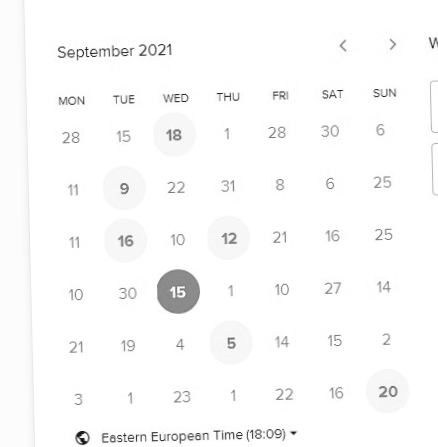 September 2021
W
MON TUE WED THU FRI SAT SUN
28 15 18 1 28 30 6
11 9 22 31 8 6 25
11 16 10 12 21 16 25
10 30 15 1 10 27 14
21 19 4 5 14 15 2
3 1 23 1 22 16 20
Eastern European Time (18:09)